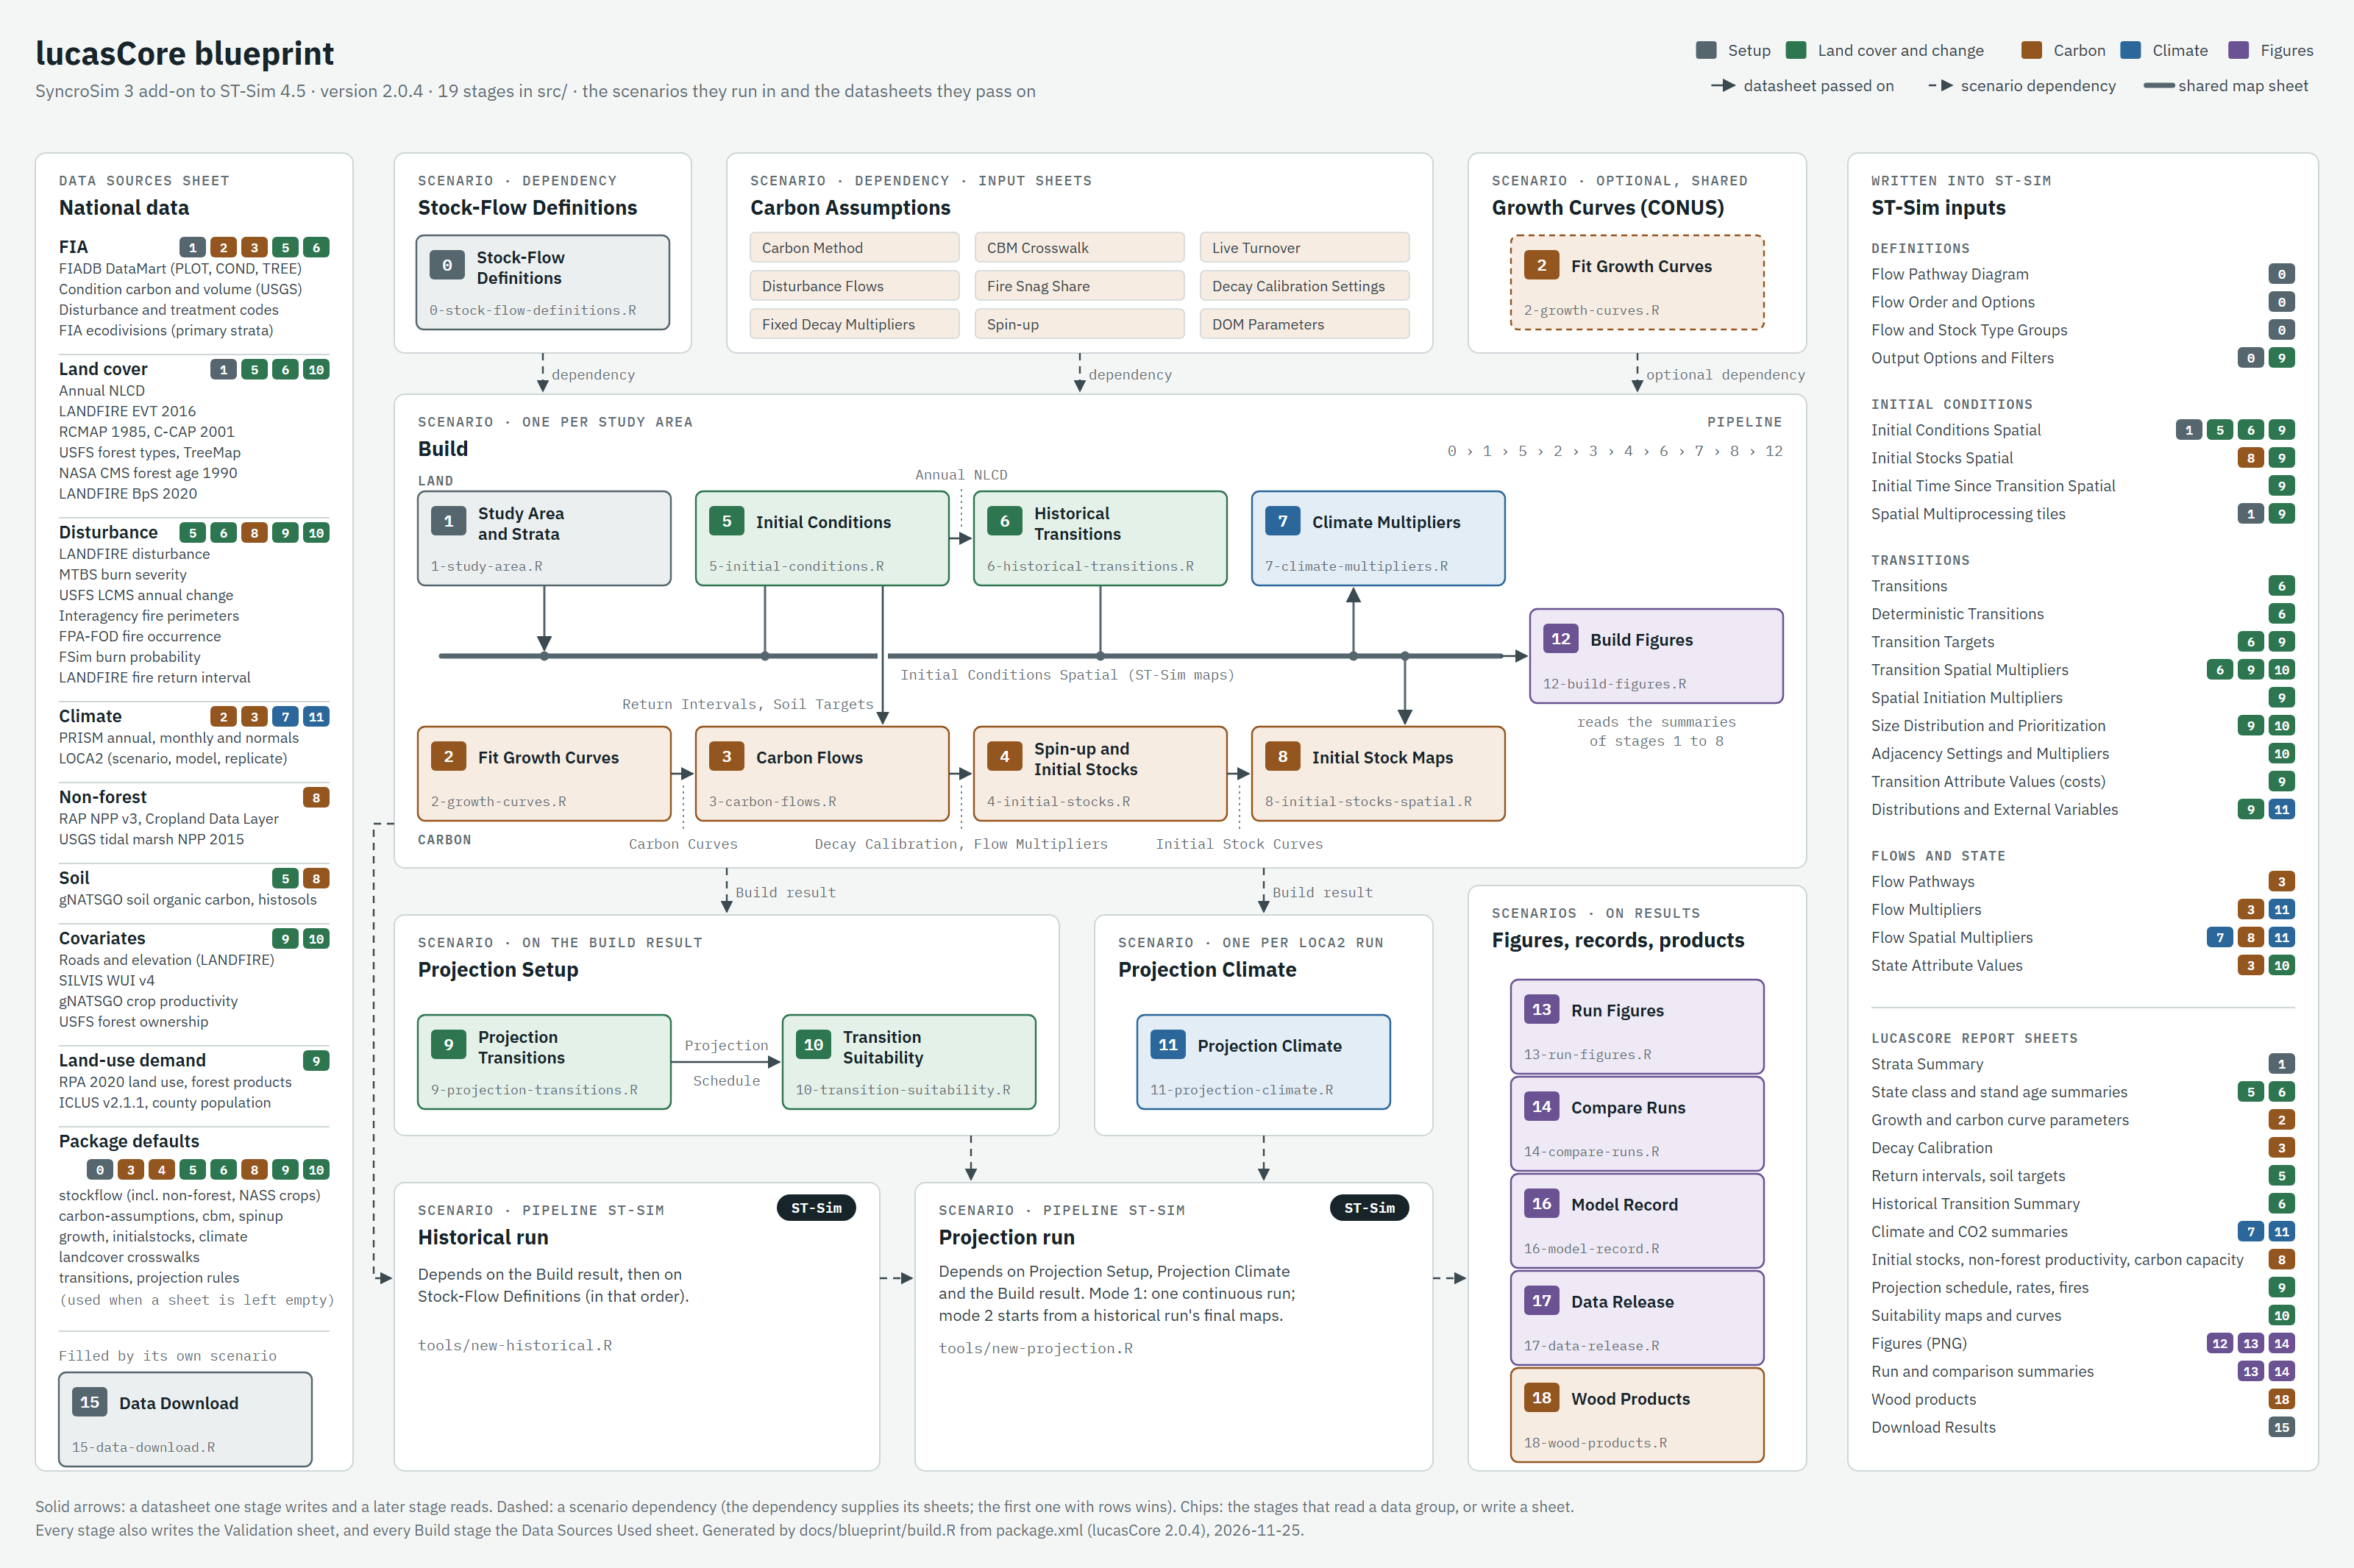 lucasCore blueprint
SyncroSim 3 add-on to ST-Sim 4.5 · version 2.0.4 · 19 stages in src/ · the scenarios they run in and the datasheets they pass on
Setup
Land cover and change
Carbon
Climate
Figures
datasheet passed on
scenario dependency
shared map sheet
DATA SOURCES SHEET
National data
FIA 1 2 3 5 6
FIADB DataMart (PLOT, COND, TREE)
Condition carbon and volume (USGS)
Disturbance and treatment codes
FIA ecodivisions (primary strata)
Land cover 1 5 6 10
Annual NLCD
LANDFIRE EVT 2016
RCMAP 1985, C-CAP 2001
USFS forest types, TreeMap
NASA CMS forest age 1990
LANDFIRE BpS 2020
Disturbance 5 6 8 9 10
LANDFIRE disturbance
MTBS burn severity
USFS LCMS annual change
Interagency fire perimeters
FPA-FOD fire occurrence
FSim burn probability
LANDFIRE fire return interval
Climate 2 3 7 11
PRISM annual, monthly and normals
LOCA2 (scenario, model, replicate)
Non-forest 8
RAP NPP v3, Cropland Data Layer
USGS tidal marsh NPP 2015
Soil 5 8
gNATSGO soil organic carbon, histosols
Covariates 9 10
Roads and elevation (LANDFIRE)
SILVIS WUI v4
gNATSGO crop productivity
USFS forest ownership
Land-use demand 9
RPA 2020 land use, forest products
ICLUS v2.1.1, county population
Package defaults
0 3 4 5 6 8 9 10
stockflow (incl. non-forest, NASS crops)
carbon-assumptions, cbm, spinup
growth, initialstocks, climate
landcover crosswalks
transitions, projection rules
(used when a sheet is left empty)
Filled by its own scenario
15 Data Download
15-data-download.R
SCENARIO · DEPENDENCY
Stock-Flow Definitions
0 Stock-Flow
Definitions
0-stock-flow-definitions.R
dependency
SCENARIO · DEPENDENCY · INPUT SHEETS
Carbon Assumptions
Carbon Method
CBM Crosswalk
Live Turnover
Disturbance Flows
Fire Snag Share
Decay Calibration Settings
Fixed Decay Multipliers
Spin-up
DOM Parameters
dependency
SCENARIO · OPTIONAL, SHARED
Growth Curves (CONUS)
2 Fit Growth Curves
2-growth-curves.R
optional dependency
SCENARIO · ONE PER STUDY AREA
Build
PIPELINE
0 › 1 › 5 › 2 › 3 › 4 › 6 › 7 › 8 › 12
LAND
Annual NLCD
1 Study Area
and Strata
1-study-area.R
5 Initial Conditions
5-initial-conditions.R
6 Historical
Transitions
6-historical-transitions.R
7 Climate Multipliers
7-climate-multipliers.R
12 Build Figures
12-build-figures.R
reads the summaries
of stages 1 to 8
Initial Conditions Spatial (ST-Sim maps)
Return Intervals, Soil Targets
2 Fit Growth Curves
2-growth-curves.R
3 Carbon Flows
3-carbon-flows.R
4 Spin-up and
Initial Stocks
4-initial-stocks.R
8 Initial Stock Maps
8-initial-stocks-spatial.R
CARBON
Carbon Curves
Decay Calibration, Flow Multipliers
Initial Stock Curves
Build result
Build result
SCENARIO · ON THE BUILD RESULT
Projection Setup
9 Projection
Transitions
9-projection-transitions.R
Projection
Schedule
10 Transition
Suitability
10-transition-suitability.R
SCENARIO · ONE PER LOCA2 RUN
Projection Climate
11 Projection Climate
11-projection-climate.R
SCENARIO · PIPELINE ST-SIM
ST-Sim
Historical run
Depends on the Build result, then on
Stock-Flow Definitions (in that order).
tools/new-historical.R
SCENARIO · PIPELINE ST-SIM
ST-Sim
Projection run
Depends on Projection Setup, Projection Climate
and the Build result. Mode 1: one continuous run;
mode 2 starts from a historical run's final maps.
tools/new-projection.R
SCENARIOS · ON RESULTS
Figures, records, products
13 Run Figures
13-run-figures.R
14 Compare Runs
14-compare-runs.R
16 Model Record
16-model-record.R
17 Data Release
17-data-release.R
18 Wood Products
18-wood-products.R
WRITTEN INTO ST-SIM
ST-Sim inputs
DEFINITIONS
Flow Pathway Diagram 0
Flow Order and Options 0
Flow and Stock Type Groups 0
Output Options and Filters 0 9
INITIAL CONDITIONS
Initial Conditions Spatial 1 5 6 9
Initial Stocks Spatial 8 9
Initial Time Since Transition Spatial 9
Spatial Multiprocessing tiles 1 9
TRANSITIONS
Transitions 6
Deterministic Transitions 6
Transition Targets 6 9
Transition Spatial Multipliers 6 9 10
Spatial Initiation Multipliers 9
Size Distribution and Prioritization 9 10
Adjacency Settings and Multipliers 10
Transition Attribute Values (costs) 9
Distributions and External Variables 9 11
FLOWS AND STATE
Flow Pathways 3
Flow Multipliers 3 11
Flow Spatial Multipliers 7 8 11
State Attribute Values 3 10
LUCASCORE REPORT SHEETS
Strata Summary 1
State class and stand age summaries 5 6
Growth and carbon curve parameters 2
Decay Calibration 3
Return intervals, soil targets 5
Historical Transition Summary 6
Climate and CO2 summaries 7 11
Initial stocks, non-forest productivity, carbon capacity 8
Projection schedule, rates, fires 9
Suitability maps and curves 10
Figures (PNG) 12 13 14
Run and comparison summaries 13 14
Wood products 18
Download Results 15
Solid arrows: a dataset one stage writes and a later stage reads. Dashed: a scenario dependency (the dependency supplies its sheets; the first one with rows wins). Chips: the stages that read a data group, or write a sheet.
Every stage also writes the Validation sheet, and every Build stage the Data Sources Used sheet. Generated by docs/blueprint/build.R from package.xml (lucasCore 2.0.4), 2026-11-25.